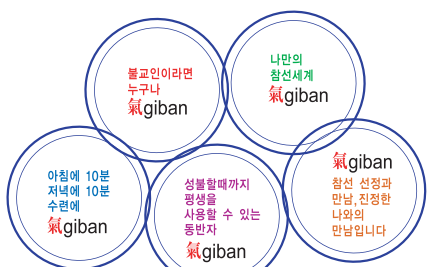 불교인이라면
누구나
氣giban
나만의
참선세계
氣giban
아침에 10분
저녁에 10분
수련에
氣giban
성불할때까지
평생을
사용할 수 있는
동반자
氣giban
氣giban
참선 선정과
만남,진정한
나와의
만남입니다